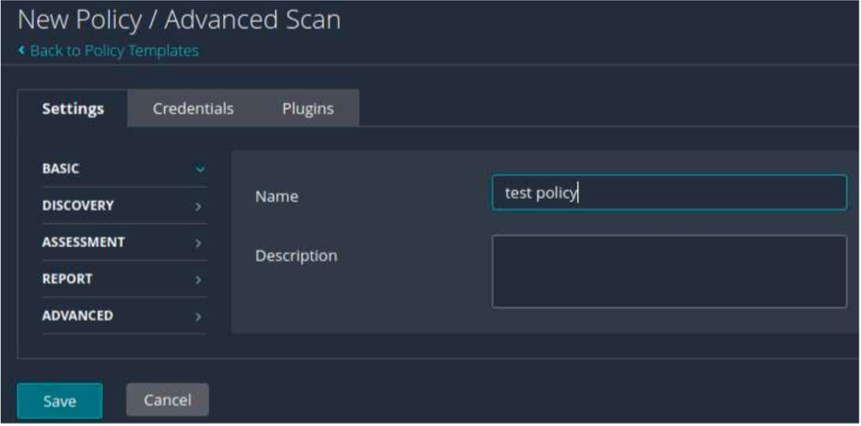 New Policy / Advanced Scan
Back to Policy Templates
Settings Credentials Plugins
BASIC
DISCOVERY
ASSESSMENT
REPORT
ADVANCED
Name test policy
Description
Save Cancel